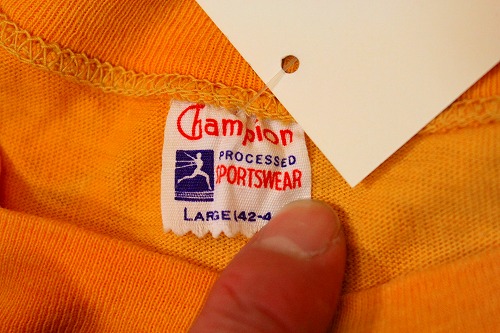 Champion
PROCESSED
SPORTSWEAR
LARGE (42-4